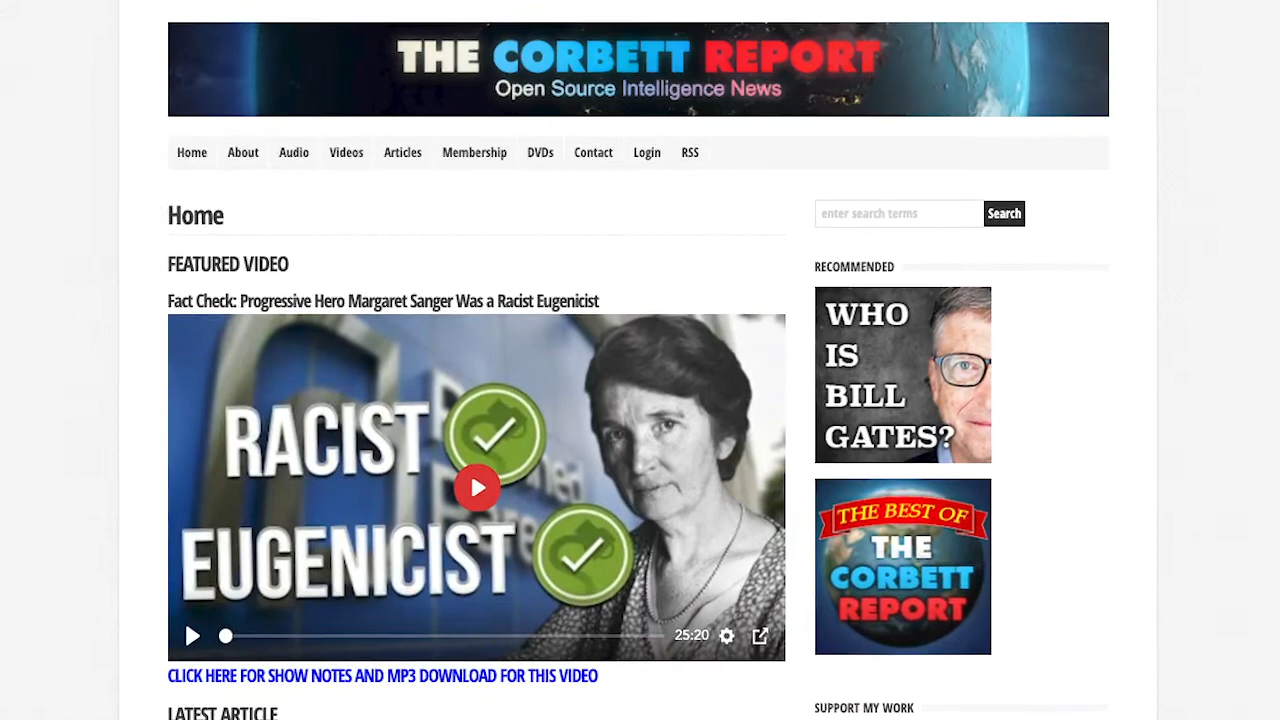 THE CORBETT REPORT
Open Source Intelligence News
Home About Audio Videos Articles Membership DVDs Contact Login RSS
Home
enter search terms Search
FEATURED VIDEO
RECOMMENDED
Fact Check: Progressive Hero Margaret Sanger Was a Racist Eugenicist
RACIST
EUGENICIST
25:20
WHO
IS
BILL
GATES?
THE BEST OF
THE
CORBETT
REPORT
CLICK HERE FOR SHOW NOTES AND MP3 DOWNLOAD FOR THIS VIDEO
LATEST ARTICLE
SUPPORT MY WORK